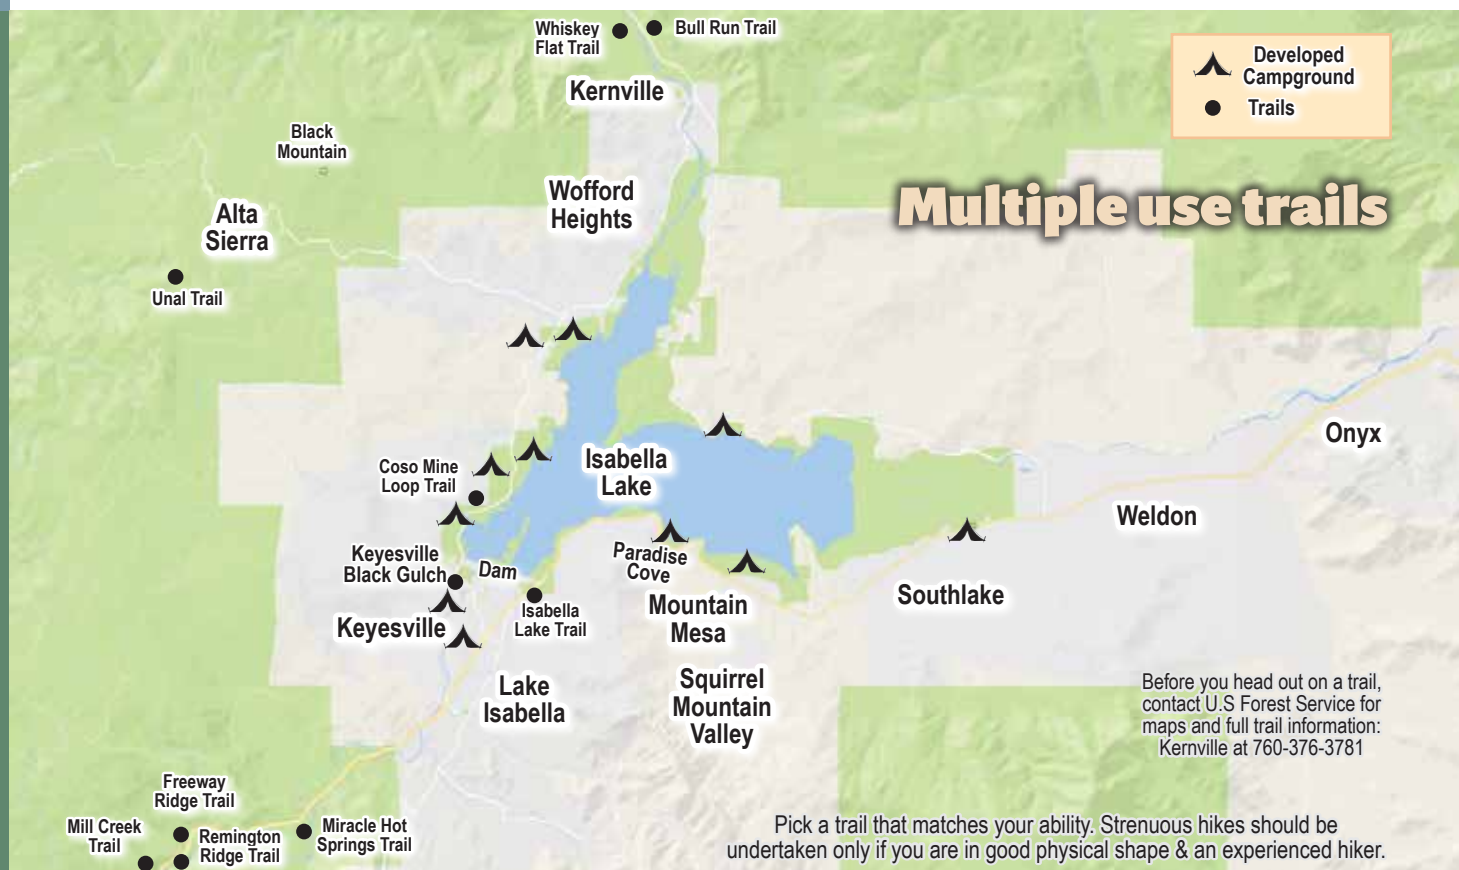 Whiskey
Flat Trail
Bull Run Trail
Kernville
Developed
Campground
Trails
Black
Mountain
Wofford
Heights
Multiple use trails
Alta
Sierra
Unal Trail
Onyx
Isabella
Lake
Coso Mine
Loop Trail
Weldon
Keyesville
Black Gulch
Dam
Paradise
Cove
Southlake
Isabella
Lake Trail
Mountain
Mesa
Keyesville
Lake
Isabella
Squirrel
Mountain
Valley
Before you head out on a trail,
contact U.S Forest Service for
maps and full trail information:
Kernville at 760-376-3781
Freeway
Ridge Trail
Mill Creek
Trail
Remington
Ridge Trail
Miracle Hot
Springs Trail
Pick a trail that matches your ability. Strenuous hikes should be
undertaken only if you are in good physical shape & an experienced hiker.